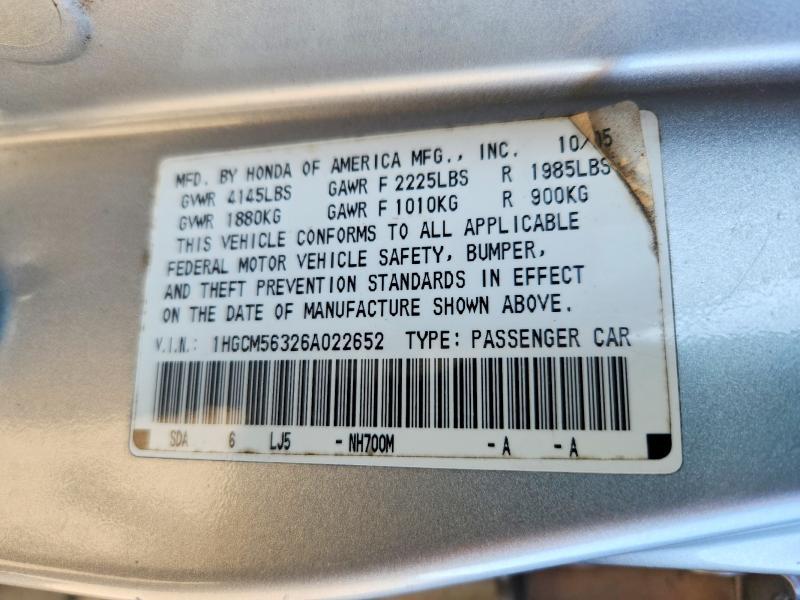 MFD. BY HONDA OF AMERICA MFG., INC. 10/05
GVWR 4145LBS GAWR F 2225LBS R 1985LBS
GVWR 1880KG GAWR F 1010KG R 900KG
THIS VEHICLE CONFORMS TO ALL APPLICABLE
FEDERAL MOTOR VEHICLE SAFETY, BUMPER,
AND THEFT PREVENTION STANDARDS IN EFFECT
ON THE DATE OF MANUFACTURE SHOWN ABOVE.
V.I.N.: 1HGCM56326A022652 TYPE: PASSENGER CAR
SDA 6 LJ5 - NH700M - A - A